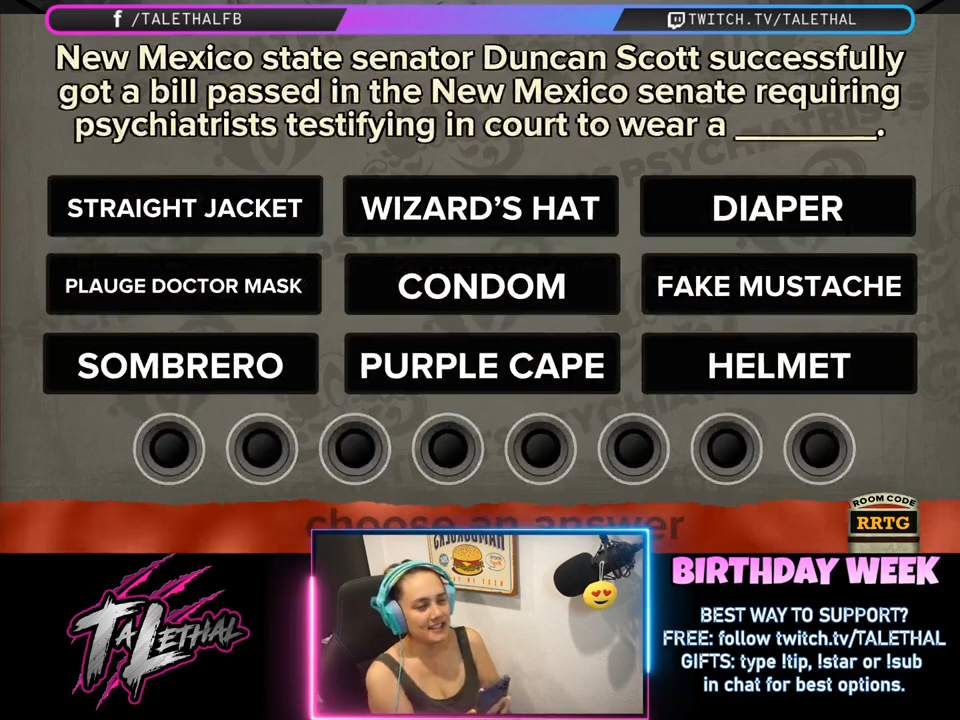 /TALETHALFB
TWITCH.TV/TALETHAL
New Mexico state senator Duncan Scott successfully
got a bill passed in the New Mexico senate requiring
psychiatrists testifying in court to wear a ________.
STRAIGHT JACKET
WIZARD'S HAT
DIAPER
PLAUGE DOCTOR MASK
CONDOM
FAKE MUSTACHE
SOMBRERO
PURPLE CAPE
HELMET
choose an answer
ROOM CODE
RRTG
TALETHAL
BIRTHDAY WEEK
BEST WAY TO SUPPORT?
FREE: follow twitch.tv/TALETHAL
GIFTS: type !tip, !star or !sub
in chat for best options.